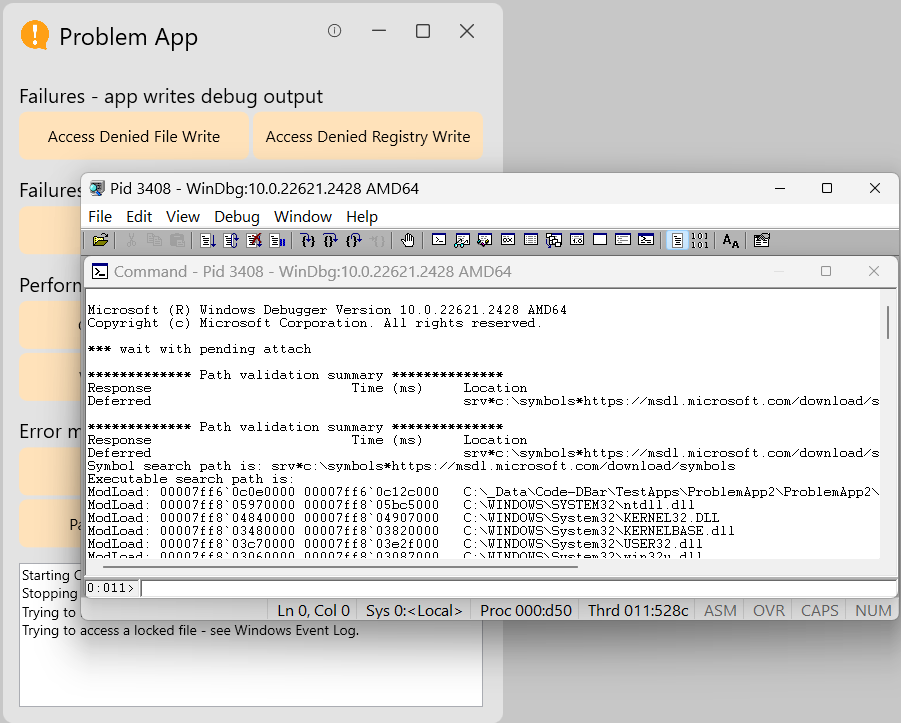 Problem App
Failures - app writes debug output
Access Denied File Write
Access Denied Registry Write
Failures
Pid 3408 - WinDbg:10.0.22621.2428 AMD64
File Edit View Debug Window Help
Command - Pid 3408 - WinDbg:10.0.22621.2428 AMD64
Microsoft (R) Windows Debugger Version 10.0.22621.2428 AMD64
Copyright (c) Microsoft Corporation. All rights reserved.
*** wait with pending attach
************* Path validation summary **************
Response Time (ms) Location
Deferred srv*c:\symbols*https://msdl.microsoft.com/download/s
************* Path validation summary **************
Response Time (ms) Location
Deferred srv*c:\symbols*https://msdl.microsoft.com/download/s
Symbol search path is: srv*c:\symbols*https://msdl.microsoft.com/download/symbols
Executable search path is:
ModLoad: 00007ff6`0c0e0000 00007ff6`0c12c000 C:\_Data\Code-DBar\TestApps\ProblemApp2\ProblemApp2\
ModLoad: 00007ff8`05970000 00007ff8`05bc5000 C:\WINDOWS\SYSTEM32\ntdll.dll
ModLoad: 00007ff8`04840000 00007ff8`04907000 C:\WINDOWS\System32\KERNEL32.DLL
ModLoad: 00007ff8`03480000 00007ff8`03820000 C:\WINDOWS\System32\KERNELBASE.dll
ModLoad: 00007ff8`03c70000 00007ff8`03e2f000 C:\WINDOWS\System32\USER32.dll
ModLoad: 00007ff8`03060000 00007ff8`03087000 C:\WINDOWS\System32\win32u.dll
0:011>
Ln 0, Col 0 Sys 0:<Local> Proc 000:d50 Thrd 011:528c ASM OVR CAPS NUM
Perform
Error m
Pa
Starting C
Stopping
Trying to
Trying to access a locked file - see Windows Event Log.